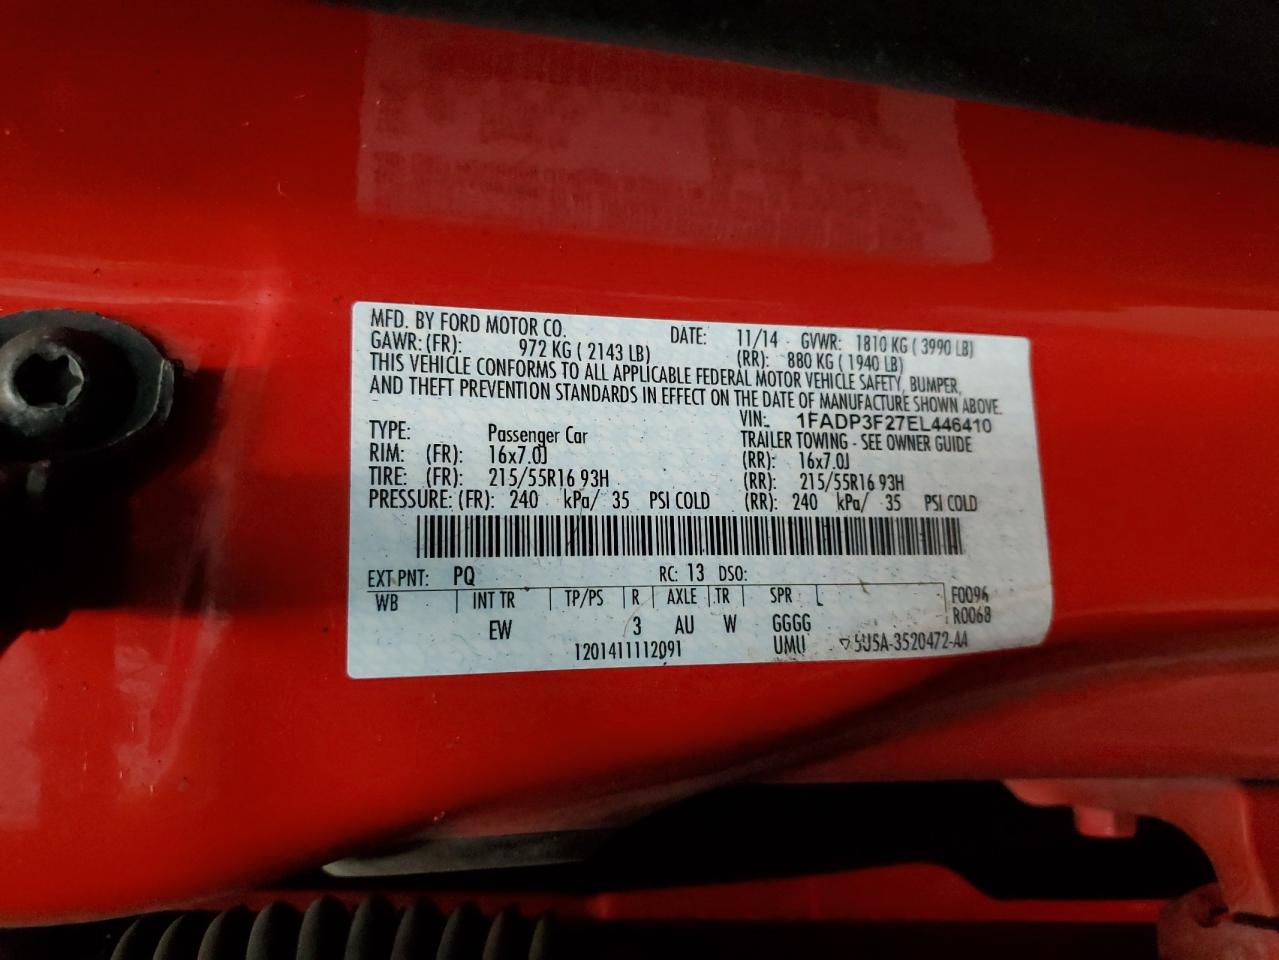 MFD. BY FORD MOTOR CO. DATE: 11/14 GVWR: 1810 KG ( 3990 LB)
GAWR: (FR): 972 KG ( 2143 LB) (RR): 880 KG ( 1940 LB)
THIS VEHICLE CONFORMS TO ALL APPLICABLE FEDERAL MOTOR VEHICLE SAFETY, BUMPER,
AND THEFT PREVENTION STANDARDS IN EFFECT ON THE DATE OF MANUFACTURE SHOWN ABOVE.
VIN: 1FADP3F27EL446410
TYPE: Passenger Car TRAILER TOWING - SEE OWNER GUIDE
RIM: (FR): 16x7.0J (RR): 16x7.0J
TIRE: (FR): 215/55R16 93H (RR): 215/55R16 93H
PRESSURE: (FR): 240 kPa/ 35 PSI COLD (RR): 240 kPa/ 35 PSI COLD
EXT PNT: PQ RC: 13 DSO:
WB INT TR TP/PS R AXLE TR SPR F0096
EW 3 AU W GGGG R0068
1201411112091 UMU 5U5A-3520472-AA